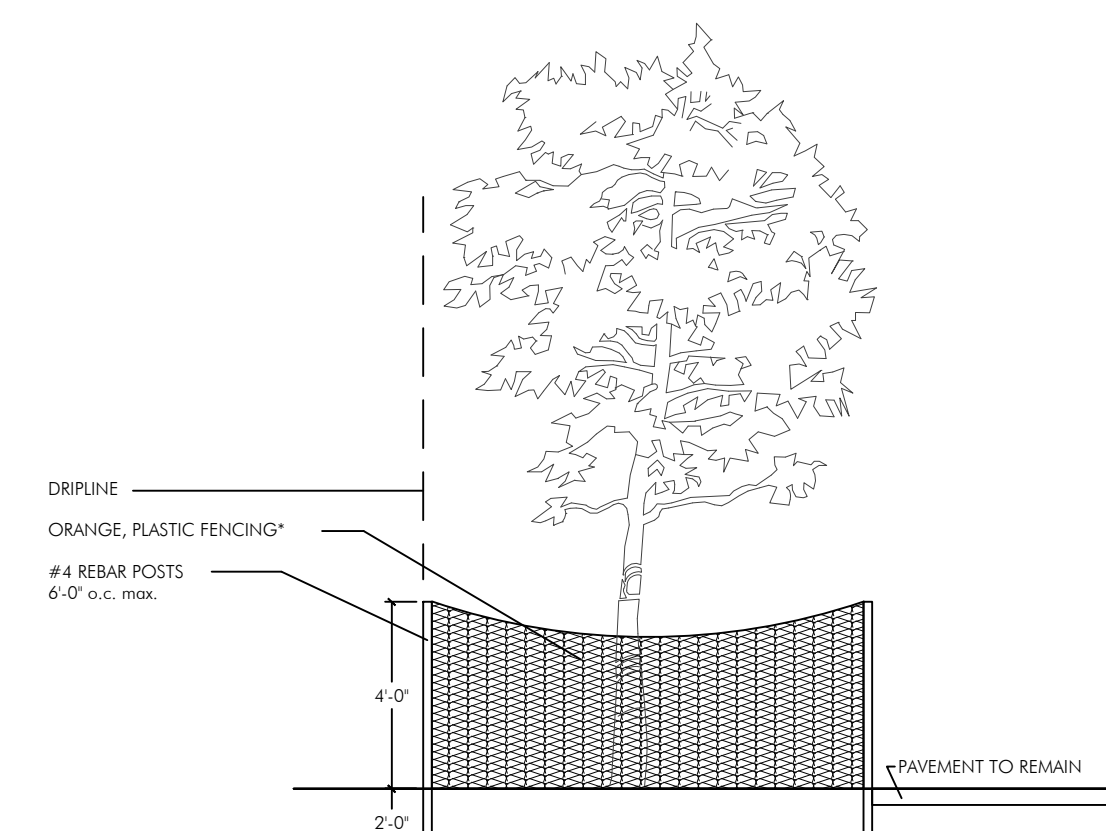 DRIPLINE
ORANGE, PLASTIC FENCING*
#4 REBAR POSTS
6'-0" o.c. max.
4'-0"
PAVEMENT TO REMAIN
2'-0"